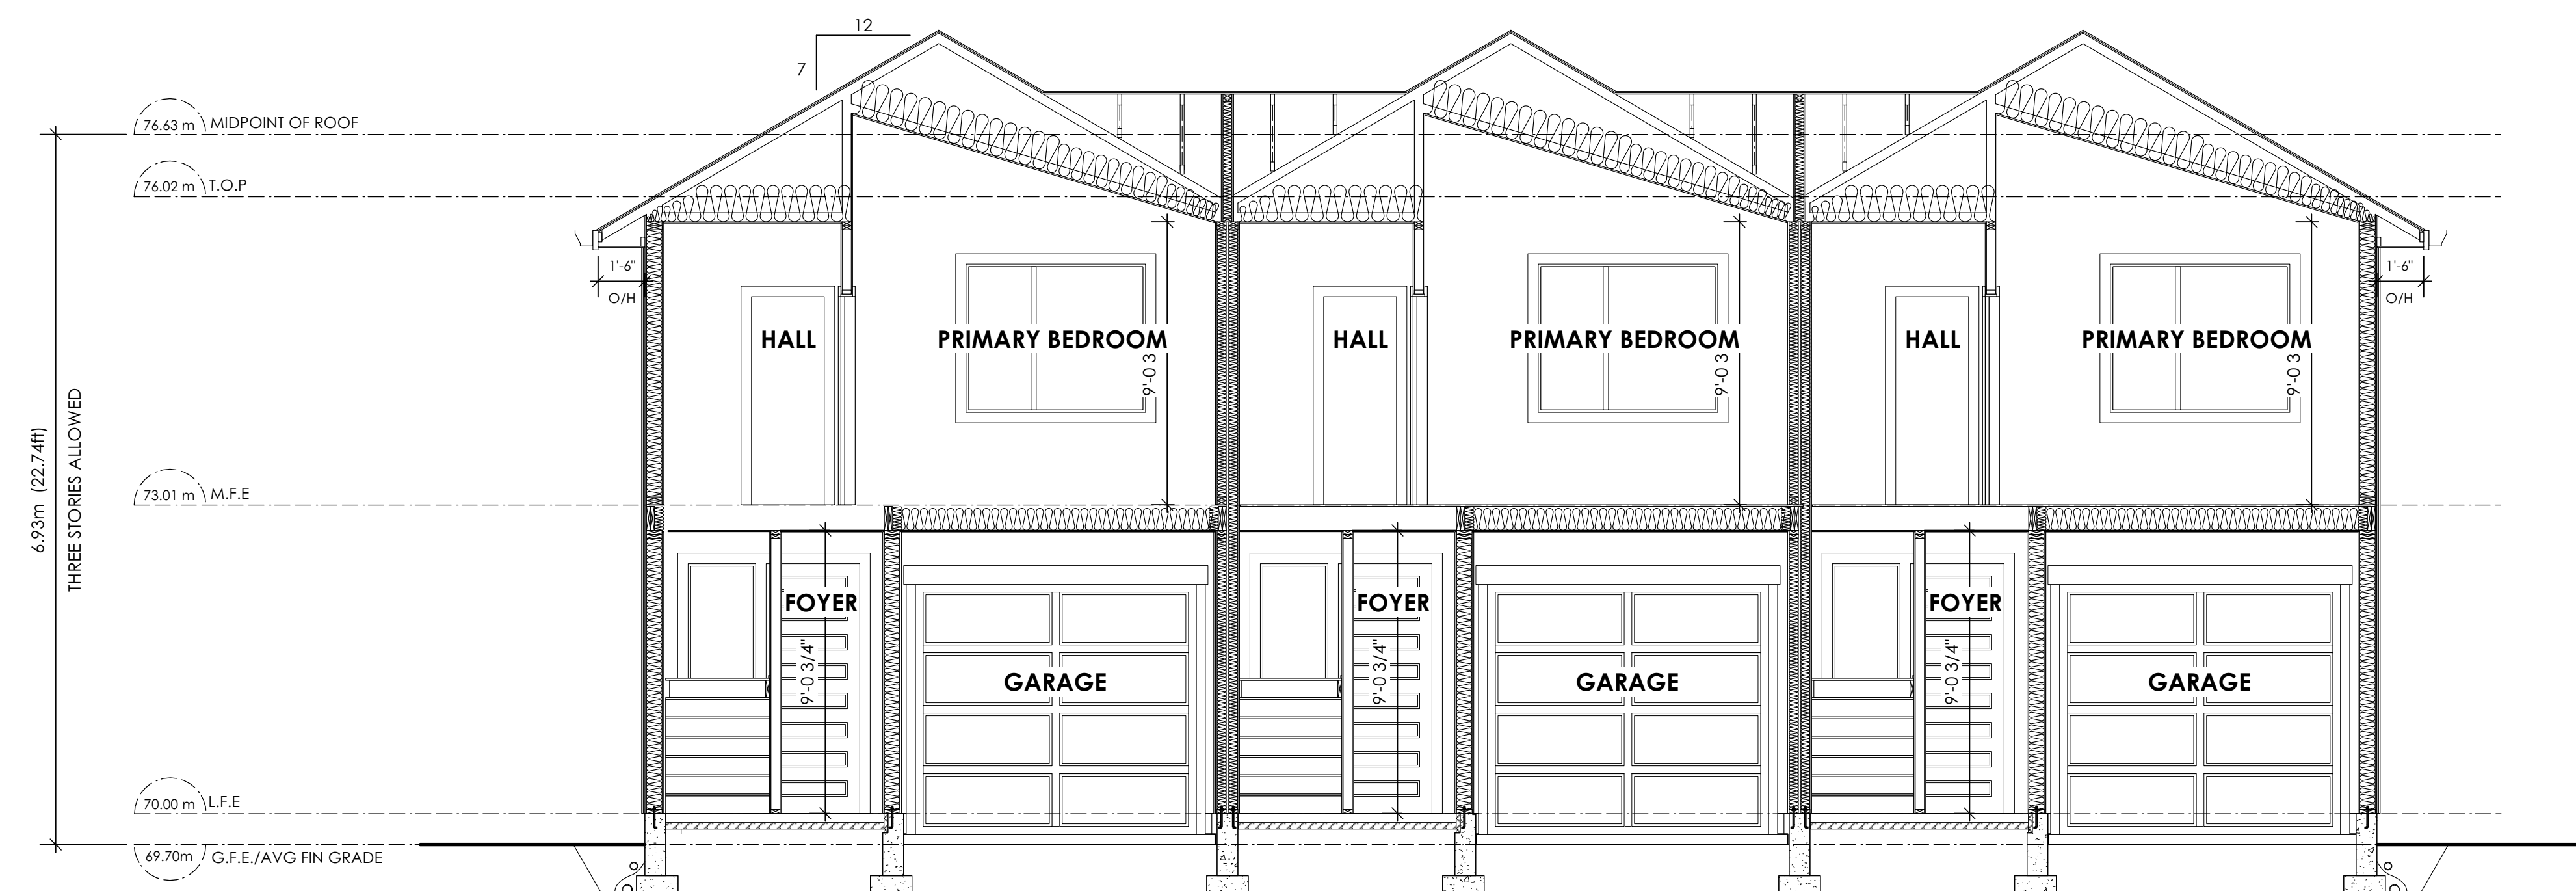 12
7
76.63 m MIDPOINT OF ROOF
76.02 m T.O.P
1'-6"
O/H
1'-6"
O/H
HALL PRIMARY BEDROOM HALL PRIMARY BEDROOM HALL PRIMARY BEDROOM
9'-0 3 9'-0 3 9'-0 3
6.93m (22.74ft)
THREE STORIES ALLOWED
73.01 m M.F.E
FOYER FOYER FOYER
9'-0 3/4" 9'-0 3/4" 9'-0 3/4"
GARAGE GARAGE GARAGE
70.00 m L.F.E
69.70m G.F.E./AVG FIN GRADE